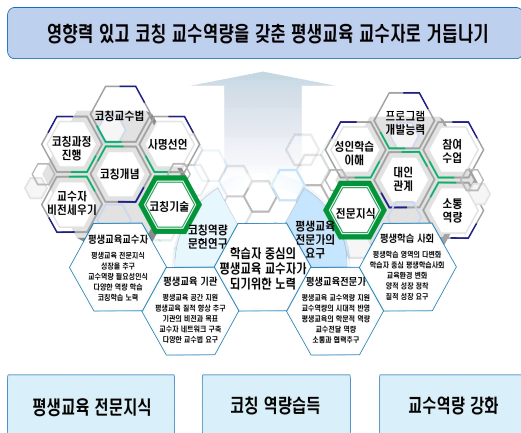 영향력 있고 코칭 교수역량을 갖춘 평생교육 교수자로 거듭나기
코칭교수법
코칭과정
진행
사명선언
코칭개념
교수자
비전세우기
코칭기술
프로그램
개발능력
성인학습
이해
참여
수업
대인
관계
전문지식
소통
역량
코칭역량
문헌연구
평생교육
전문가의
요구
학습자 중심의
평생교육 교수자가
되기위한 노력
평생교육교수자
평생교육 전문지식
성장욜 추구
교수역량 필요성인식
다양한 역량 학습
코칭학습 노력
평생교육 기관
평생교육 공간 지원
평생교육 질적 향상 추구
기관의 비전과 목표
교수자 네트워크 구축
다양한 교수법 요구
평생교육전문가
평생교육 교수역량 지원
교수역량의 시대적 반영
평생교육의 학문적 역량
교수전달 역량
소통과 협력추구
평생학습 사회
평생학습 영역의 다변화
학습자 중심 평생학습사회
교육환경 변화
양적 성장 정착
질적 성장 요구
평생교육 전문지식
코칭 역량습득
교수역량 강화